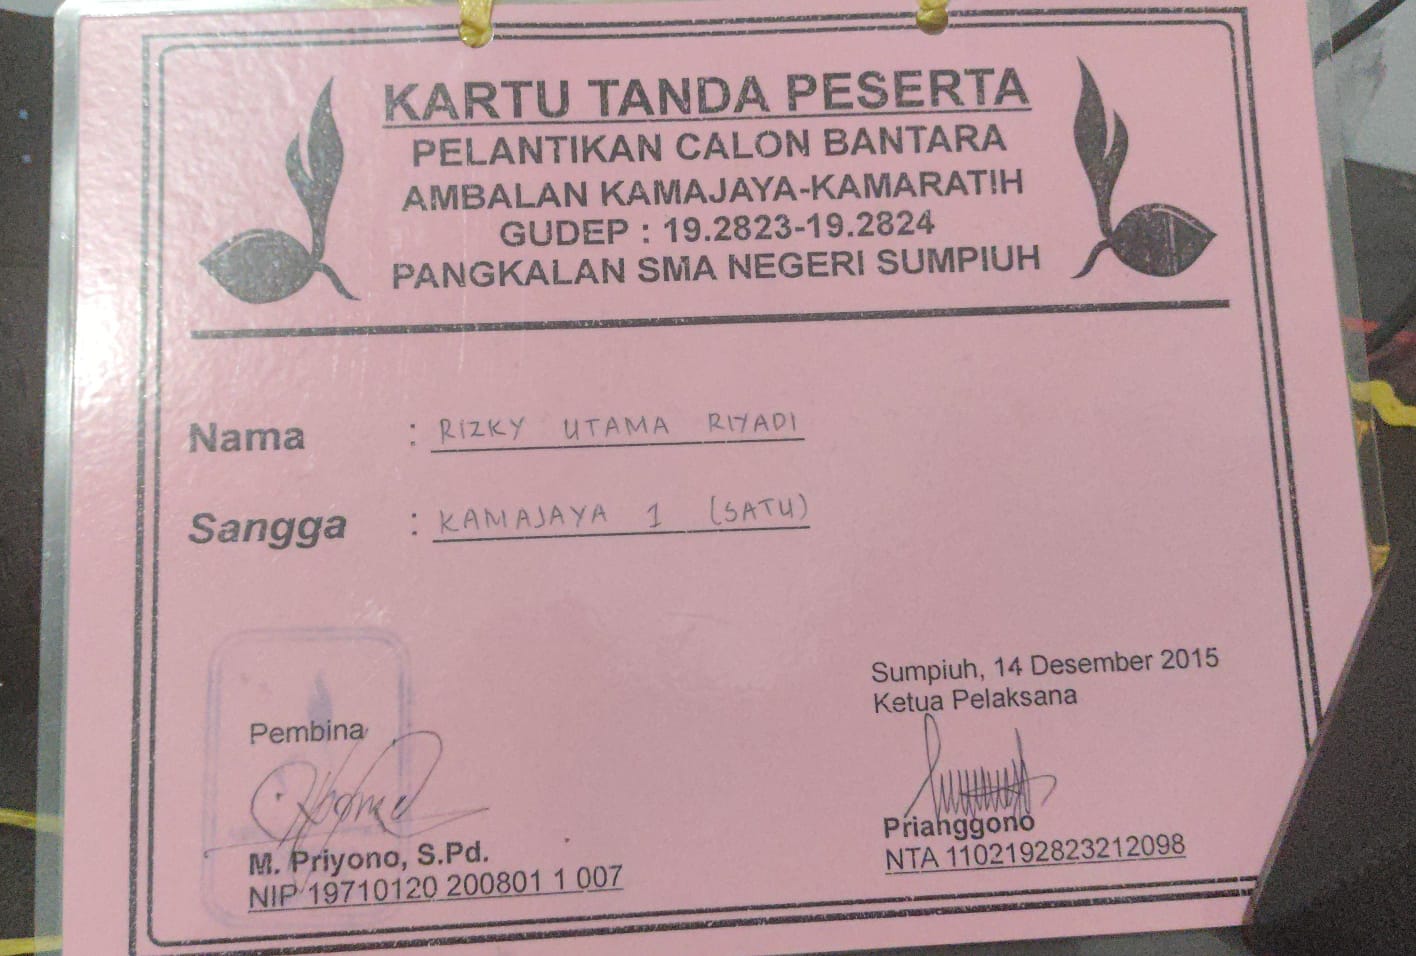 KARTU TANDA PESERTA
PELANTIKAN CALON BANTARA
AMBALAN KAMAJAYA-KAMARATIH
GUDEP : 19.2823-19.2824
PANGKALAN SMA NEGERI SUMPIUH
Nama : RIZKY UTAMA RIYADI
Sangga : KAMAJAYA 1 (SATU)
Sumpiuh, 14 Desember 2015
Ketua Pelaksana
Pembina
Prianggono
NTA 1102192823212098
M. Priyono, S.Pd.
NIP 19710120 200801 1 007